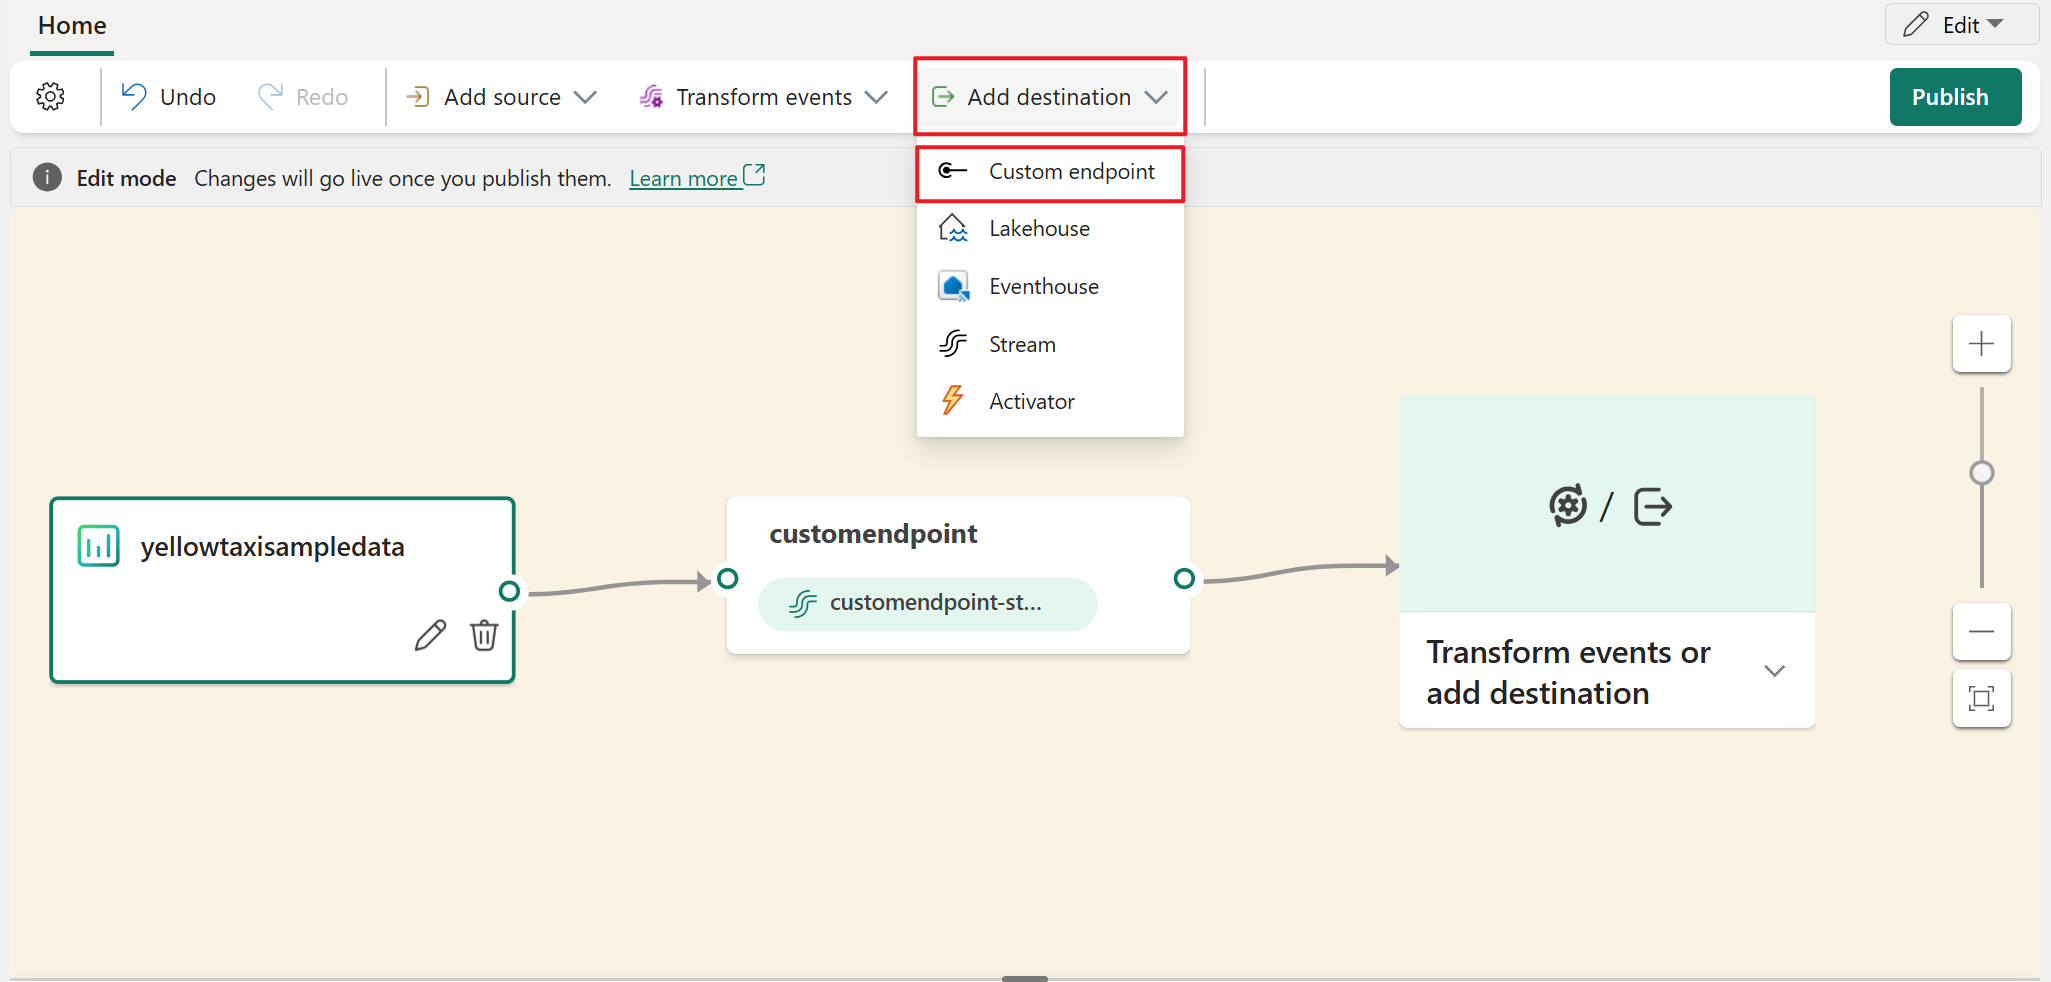 Home
Edit
Undo
Redo
Add source
Transform events
Add destination
Publish
Edit mode Changes will go live once you publish them. Learn more
Custom endpoint
Lakehouse
Eventhouse
Stream
Activator
yellowtaxisampledata
customendpoint
customendpoint-st...
/
Transform events or
add destination